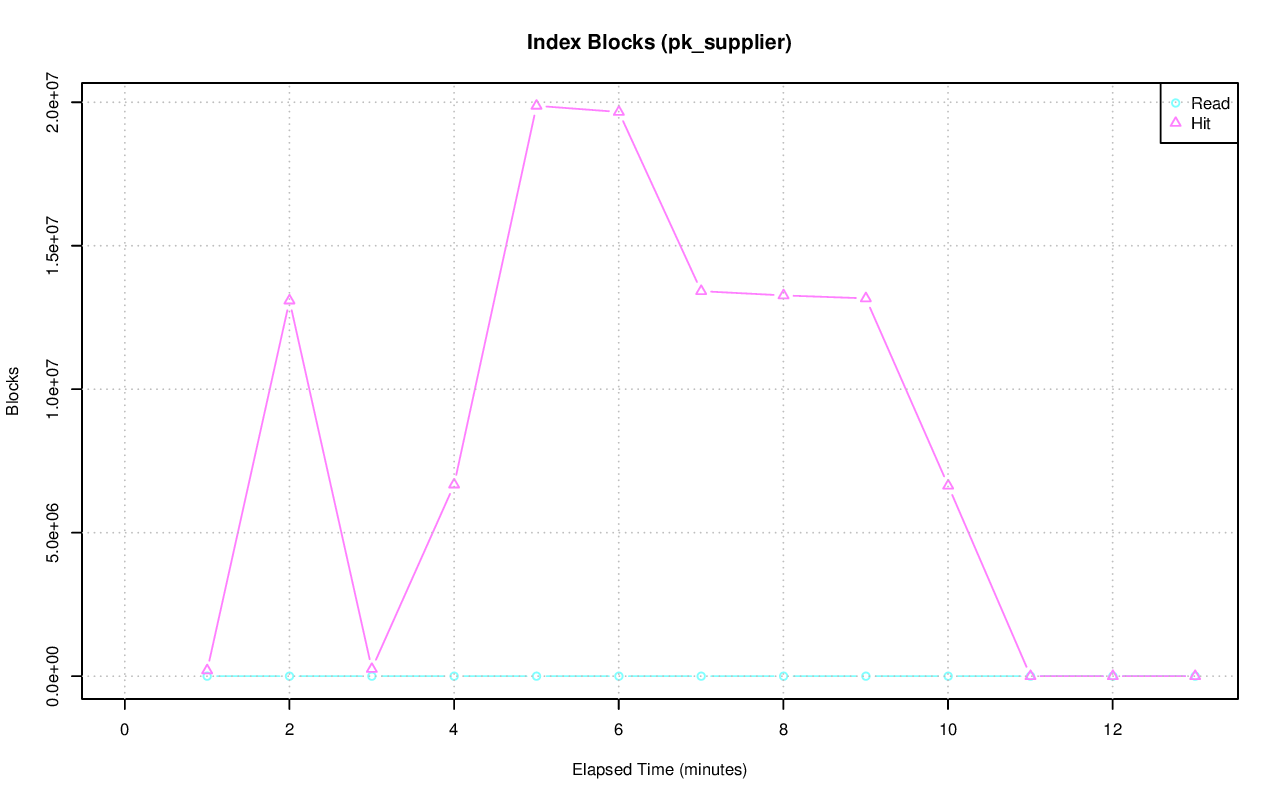 Index Blocks (pk_supplier)
Read
Hit
2.0e+07
1.5e+07
1.0e+07
5.0e+06
0.0e+00
Blocks
0 2 4 6 8 10 12
Elapsed Time (minutes)